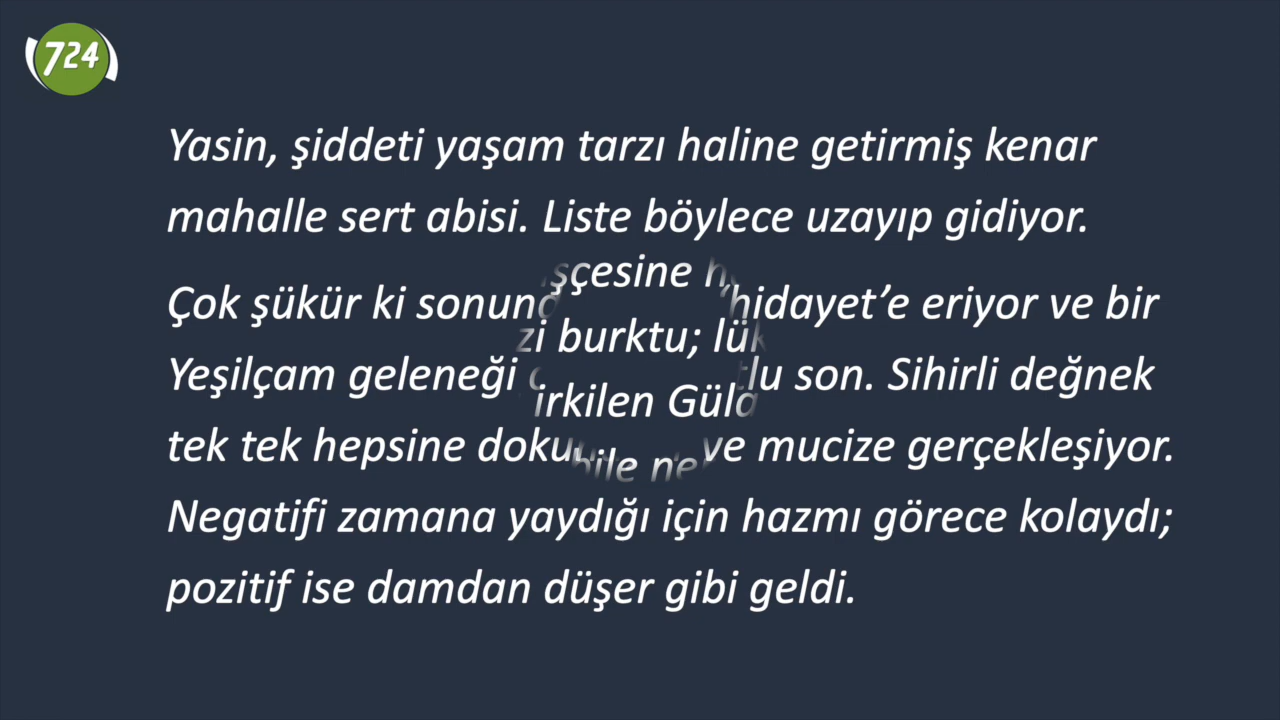 724
Yasin, şiddeti yaşam tarzı haline getirmiş kenar
mahalle sert abisi. Liste böylece uzayıp gidiyor.
Çok şükür ki hidayet’e eriyor ve bir
burktu;
Yeşilçam geleneği son. Sihirli değnek
tek tek hepsine ve mucize gerçekleşiyor.
Negatifi zamana yaydığı için hazmı görece kolaydı;
pozitif ise damdan düşer gibi geldi.